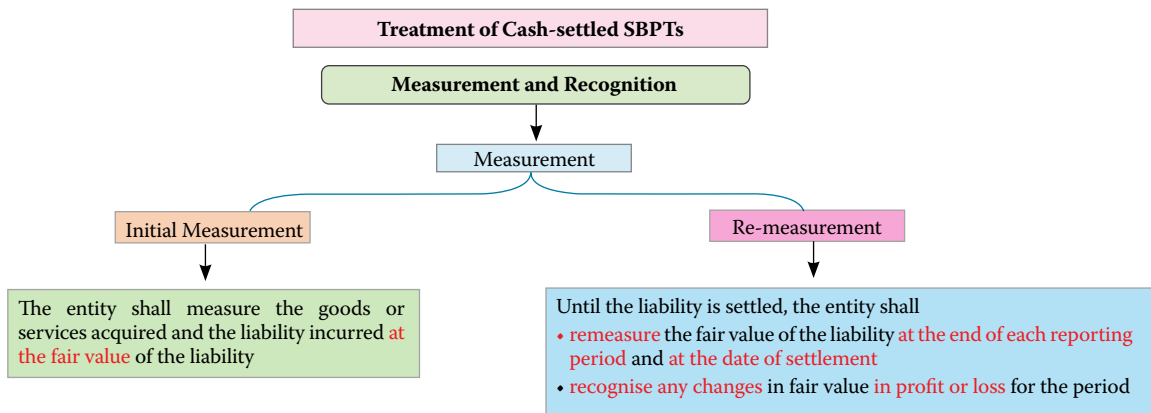 Treatment of Cash-settled SBPTs
Measurement and Recognition
Measurement
Initial Measurement
Re-measurement
The entity shall measure the goods or
services acquired and the liability incurred at
the fair value of the liability
Until the liability is settled, the entity shall
• remeasure the fair value of the liability at the end of each reporting
period and at the date of settlement
• recognise any changes in fair value in profit or loss for the period